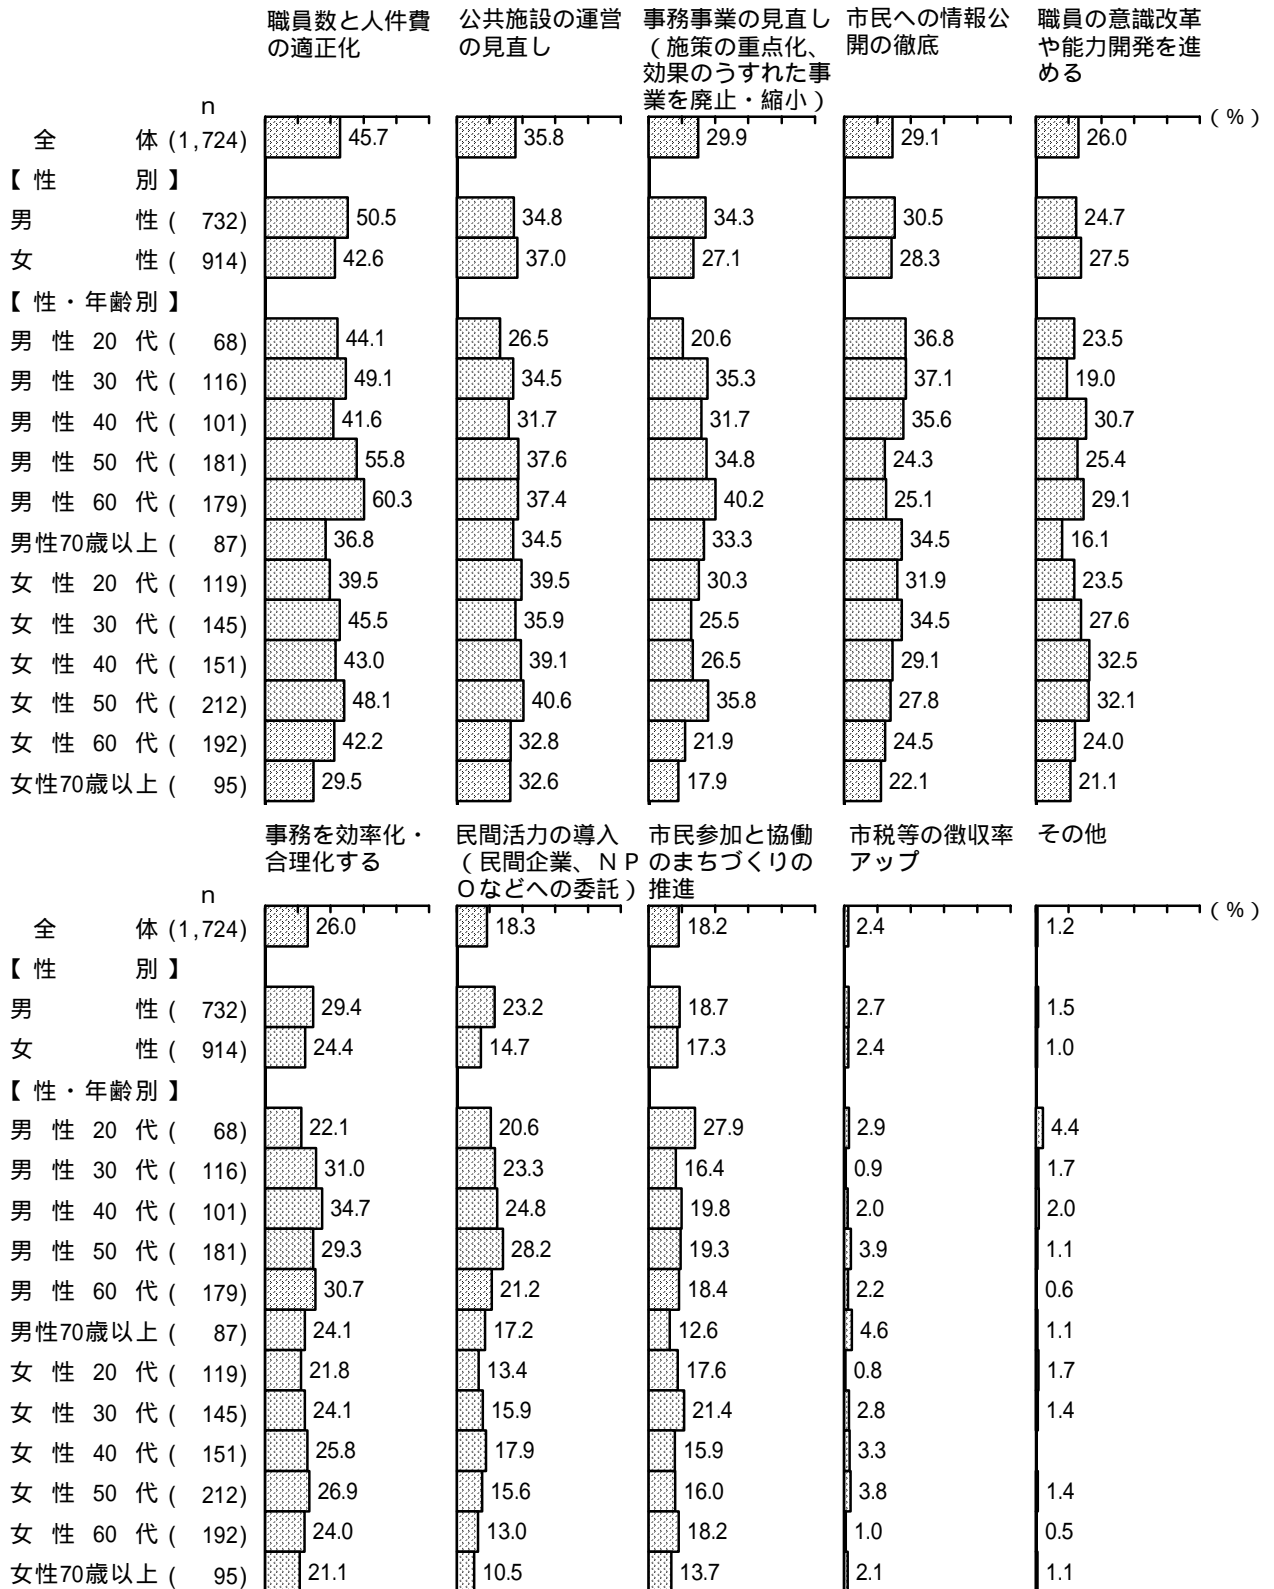 職員数と人件費 公共施設の運営 事務事業の見直し 市民への情報公 職員の意識改革
の適正化 の見直し （施策の重点化、 開の徹底 や能力開発を進
効果のうすれた事 める
業を廃止・縮小）
n
（％）
全 体 (1,724) 45.7 35.8 29.9 29.1 26.0
【性 別】
男 性 ( 732) 50.5 34.8 34.3 30.5 24.7
女 性 ( 914) 42.6 37.0 27.1 28.3 27.5
【性・年齢別】
男 性 20 代 ( 68) 44.1 26.5 20.6 36.8 23.5
男 性 30 代 ( 116) 49.1 34.5 35.3 37.1 19.0
男 性 40 代 ( 101) 41.6 31.7 31.7 35.6 30.7
男 性 50 代 ( 181) 55.8 37.6 34.8 24.3 25.4
男 性 60 代 ( 179) 60.3 37.4 40.2 25.1 29.1
男性70歳以上 ( 87) 36.8 34.5 33.3 34.5 16.1
女 性 20 代 ( 119) 39.5 39.5 30.3 31.9 23.5
女 性 30 代 ( 145) 45.5 35.9 25.5 34.5 27.6
女 性 40 代 ( 151) 43.0 39.1 26.5 29.1 32.5
女 性 50 代 ( 212) 48.1 40.6 35.8 27.8 32.1
女 性 60 代 ( 192) 42.2 32.8 21.9 24.5 24.0
女性70歳以上 ( 95) 29.5 32.6 17.9 22.1 21.1
事務を効率化・ 民間活力の導入 市民参加と協働 市税等の徴収率 その他
合理化する （民間企業、ＮＰ のまちづくりの アップ
Ｏなどへの委託） 推進
n
（％）
全 体 (1,724) 26.0 18.3 18.2 2.4 1.2
【性 別】
男 性 ( 732) 29.4 23.2 18.7 2.7 1.5
女 性 ( 914) 24.4 14.7 17.3 2.4 1.0
【性・年齢別】
男 性 20 代 ( 68) 22.1 20.6 27.9 2.9 4.4
男 性 30 代 ( 116) 31.0 23.3 16.4 0.9 1.7
男 性 40 代 ( 101) 34.7 24.8 19.8 2.0 2.0
男 性 50 代 ( 181) 29.3 28.2 19.3 3.9 1.1
男 性 60 代 ( 179) 30.7 21.2 18.4 2.2 0.6
男性70歳以上 ( 87) 24.1 17.2 12.6 4.6 1.1
女 性 20 代 ( 119) 21.8 13.4 17.6 0.8 1.7
女 性 30 代 ( 145) 24.1 15.9 21.4 2.8 1.4
女 性 40 代 ( 151) 25.8 17.9 15.9 3.3
女 性 50 代 ( 212) 26.9 15.6 16.0 3.8 1.4
女 性 60 代 ( 192) 24.0 13.0 18.2 1.0 0.5
女性70歳以上 ( 95) 21.1 10.5 13.7 2.1 1.1